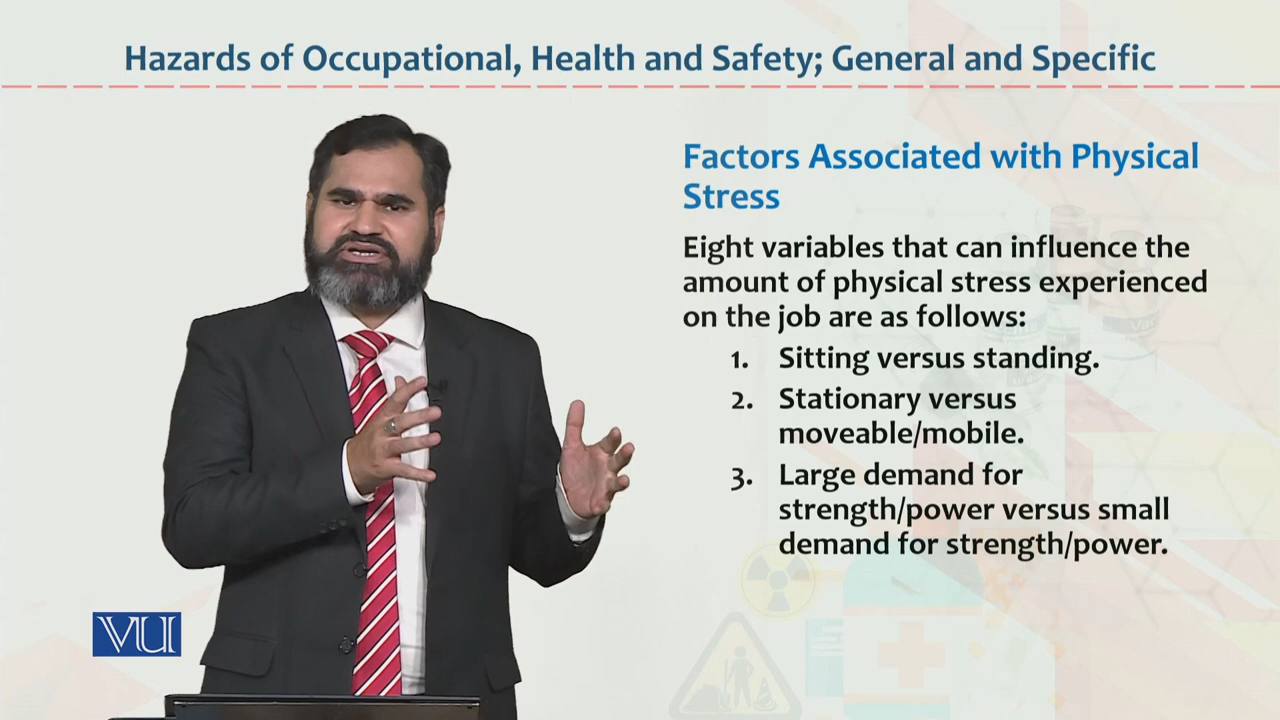 Hazards of Occupational, Health and Safety; General and Specific
Factors Associated with Physical
Stress
Eight variables that can influence the
amount of physical stress experienced
on the job are as follows:
1. Sitting versus standing.
2. Stationary versus
moveable/mobile.
3. Large demand for
strength/power versus small
demand for strength/power.
VU